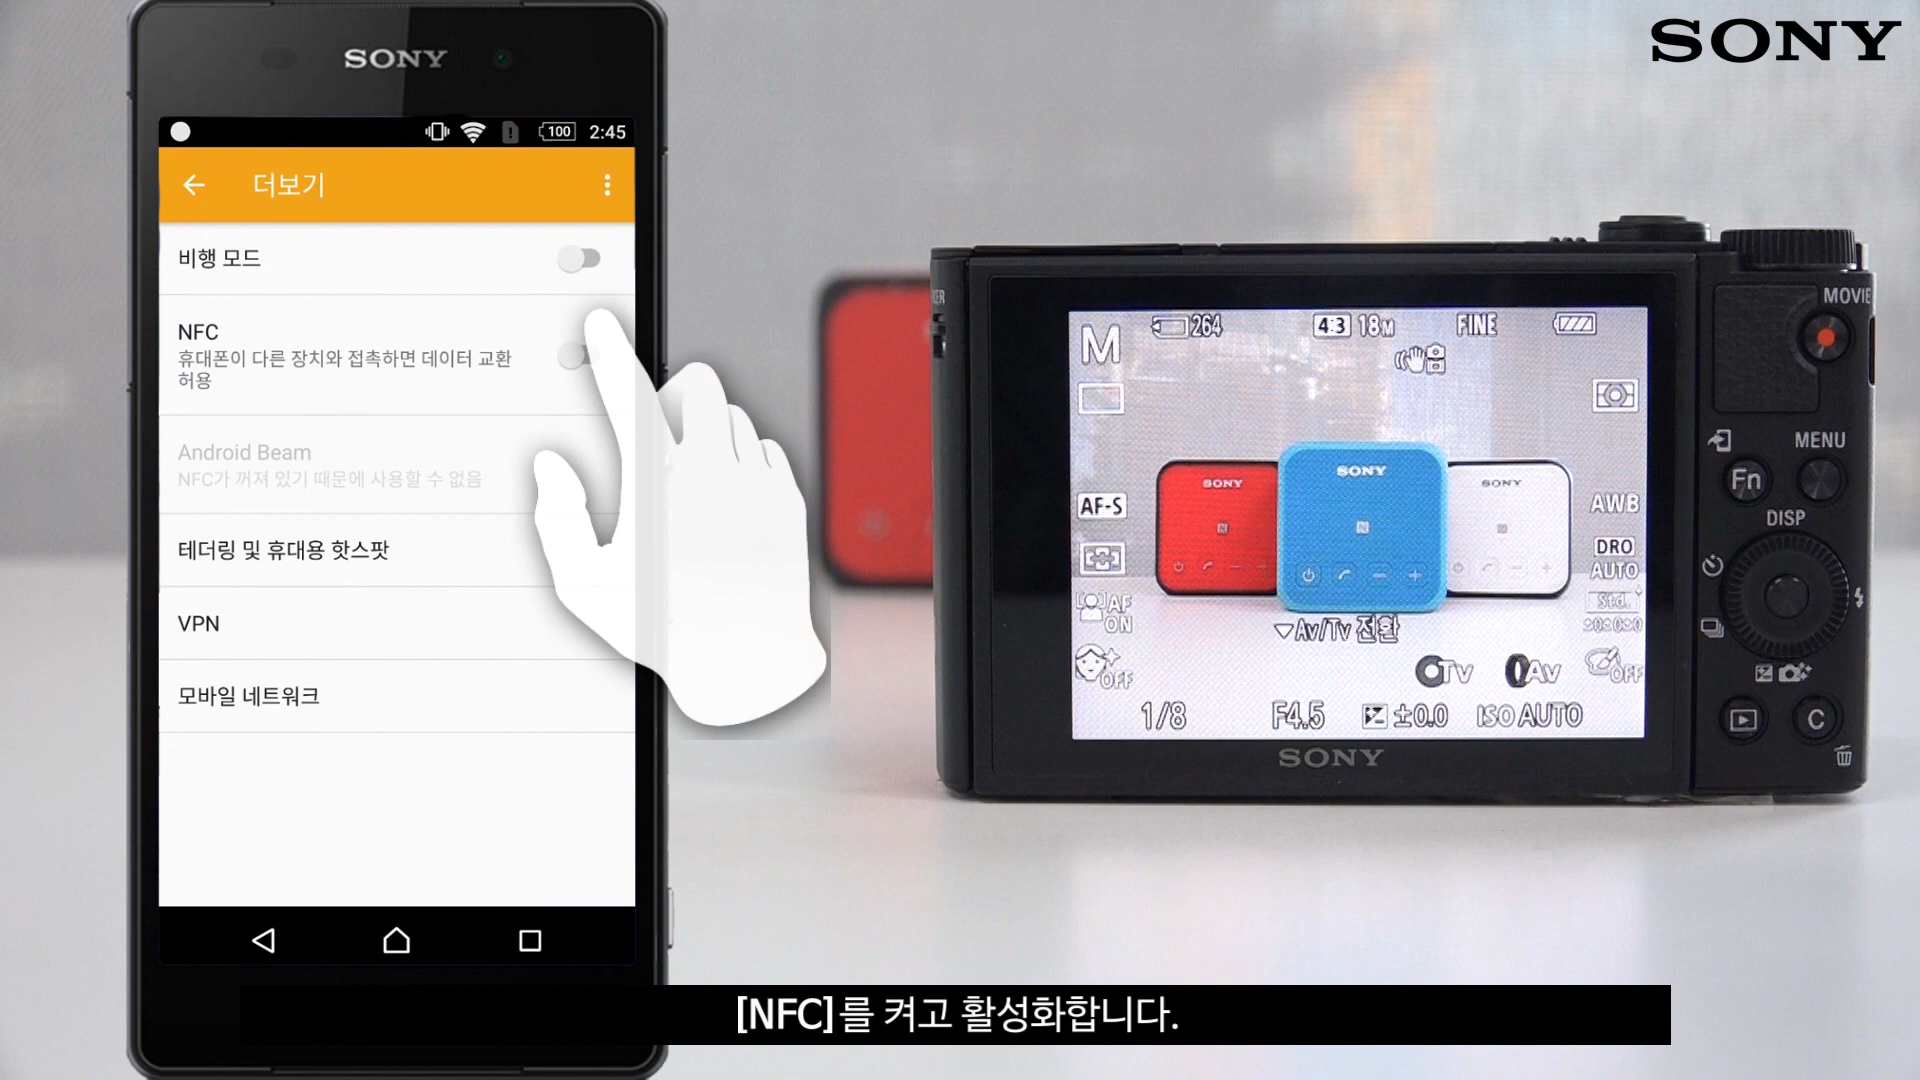 SONY
SONY
100 2:45
더보기
비행 모드
NFC
휴대폰이 다른 장치와 접촉하면 데이터 교환
허용
Android Beam
NFC가 꺼져 있기 때문에 사용할 수 없음
테더링 및 휴대용 핫스팟
VPN
모바일 네트워크
MOVIE
M 264 4:3 18M FINE
MENU
Fn
AF-S
AWB
DISP
SONY
SONY
SONY
DRO
AUTO
AF
ON
Std.
▽Av/Tv 전환
OFF
Tv Av OFF
1/8 F4.5 ±0.0 ISO AUTO
C
SONY
[NFC]를 켜고 활성화합니다.